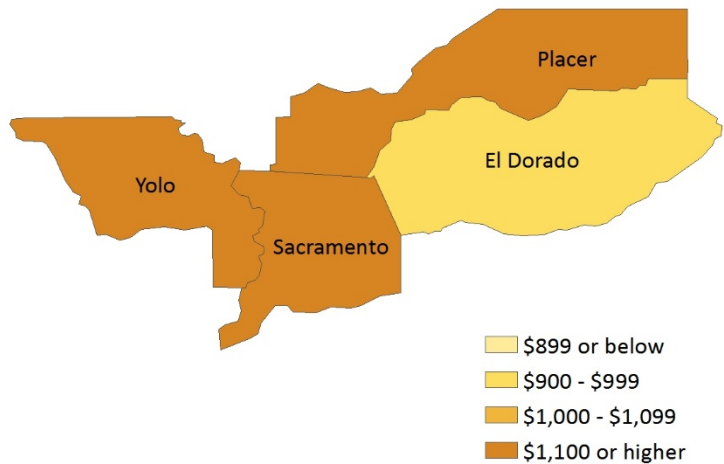 Placer
El Dorado
Yolo
Sacramento
$899 or below
$900 - $999
$1,000 - $1,099
$1,100 or higher